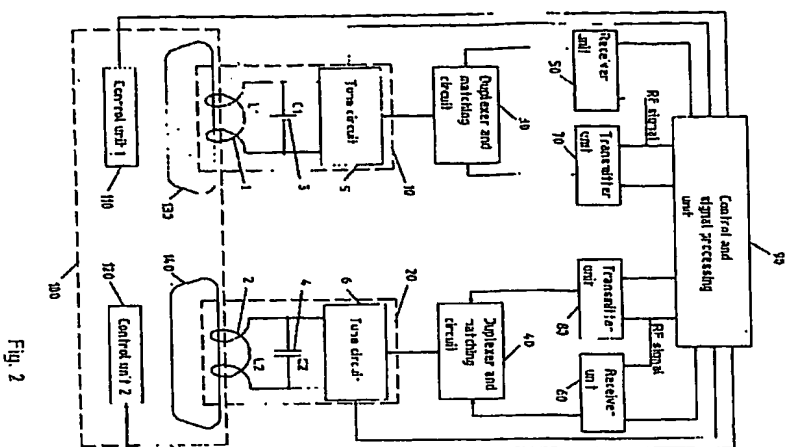 90
Control and
signal processing
unit
RF signal
RF signal
Receiver
unit
50
Transmitter
unit
70
Transmitter
unit
80
Receiver
unit
60
Duplexer and
matching
circuit
30
Duplexer and
matching
circuit
40
Tune circuit
5
10
Tune circuit
6
20
C1
3
1
C2
4
L2
2
140
Control unit 1
110
Control unit 2
120
100
Fig. 2